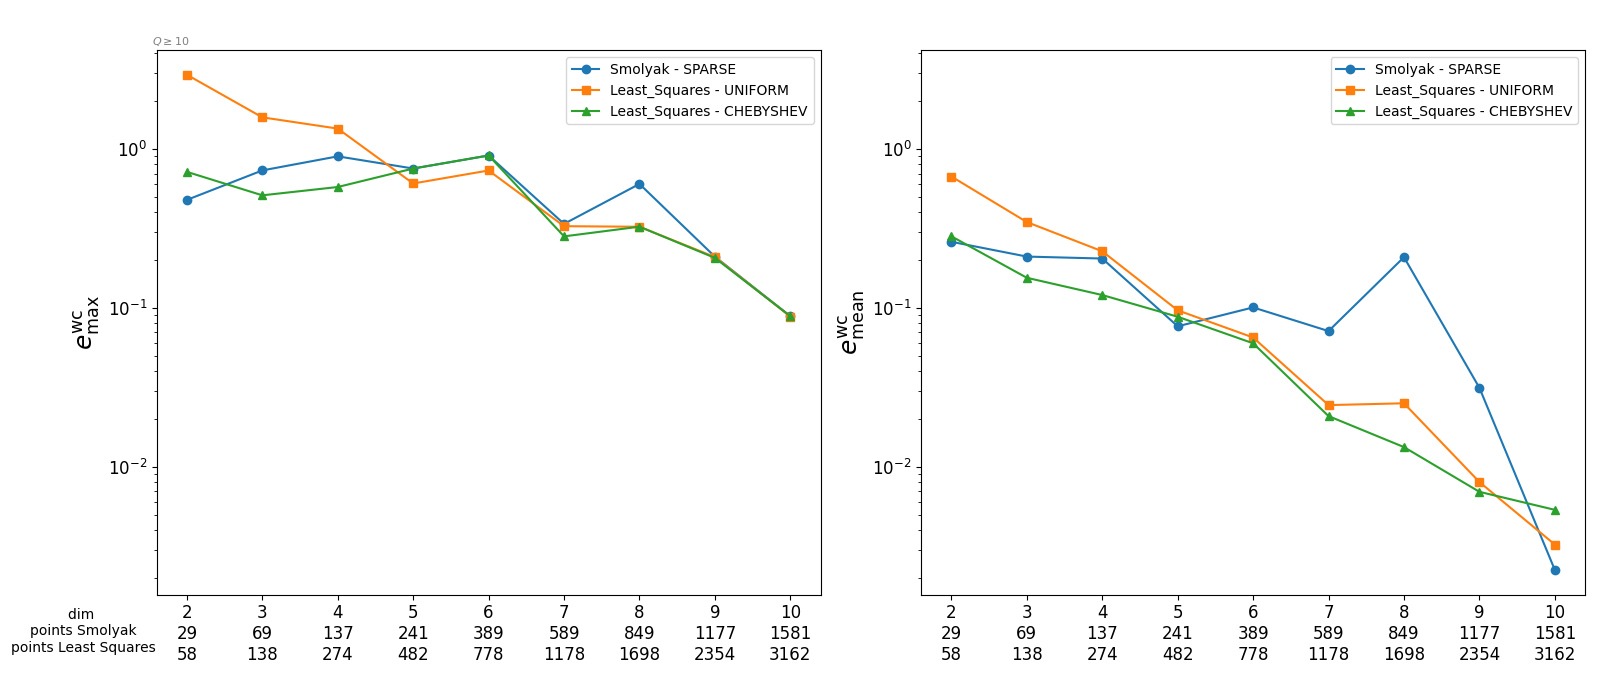 Q ≥ 10
Smolyak - SPARSE
Least_Squares - UNIFORM
Least_Squares - CHEBYSHEV
10^0
10^-1
10^-2
e^wc_max
dim 2 3 4 5 6 7 8 9 10
points Smolyak 29 69 137 241 389 589 849 1177 1581
points Least Squares 58 138 274 482 778 1178 1698 2354 3162
Smolyak - SPARSE
Least_Squares - UNIFORM
Least_Squares - CHEBYSHEV
10^0
10^-1
10^-2
e^wc_mean
2 3 4 5 6 7 8 9 10
29 69 137 241 389 589 849 1177 1581
58 138 274 482 778 1178 1698 2354 3162